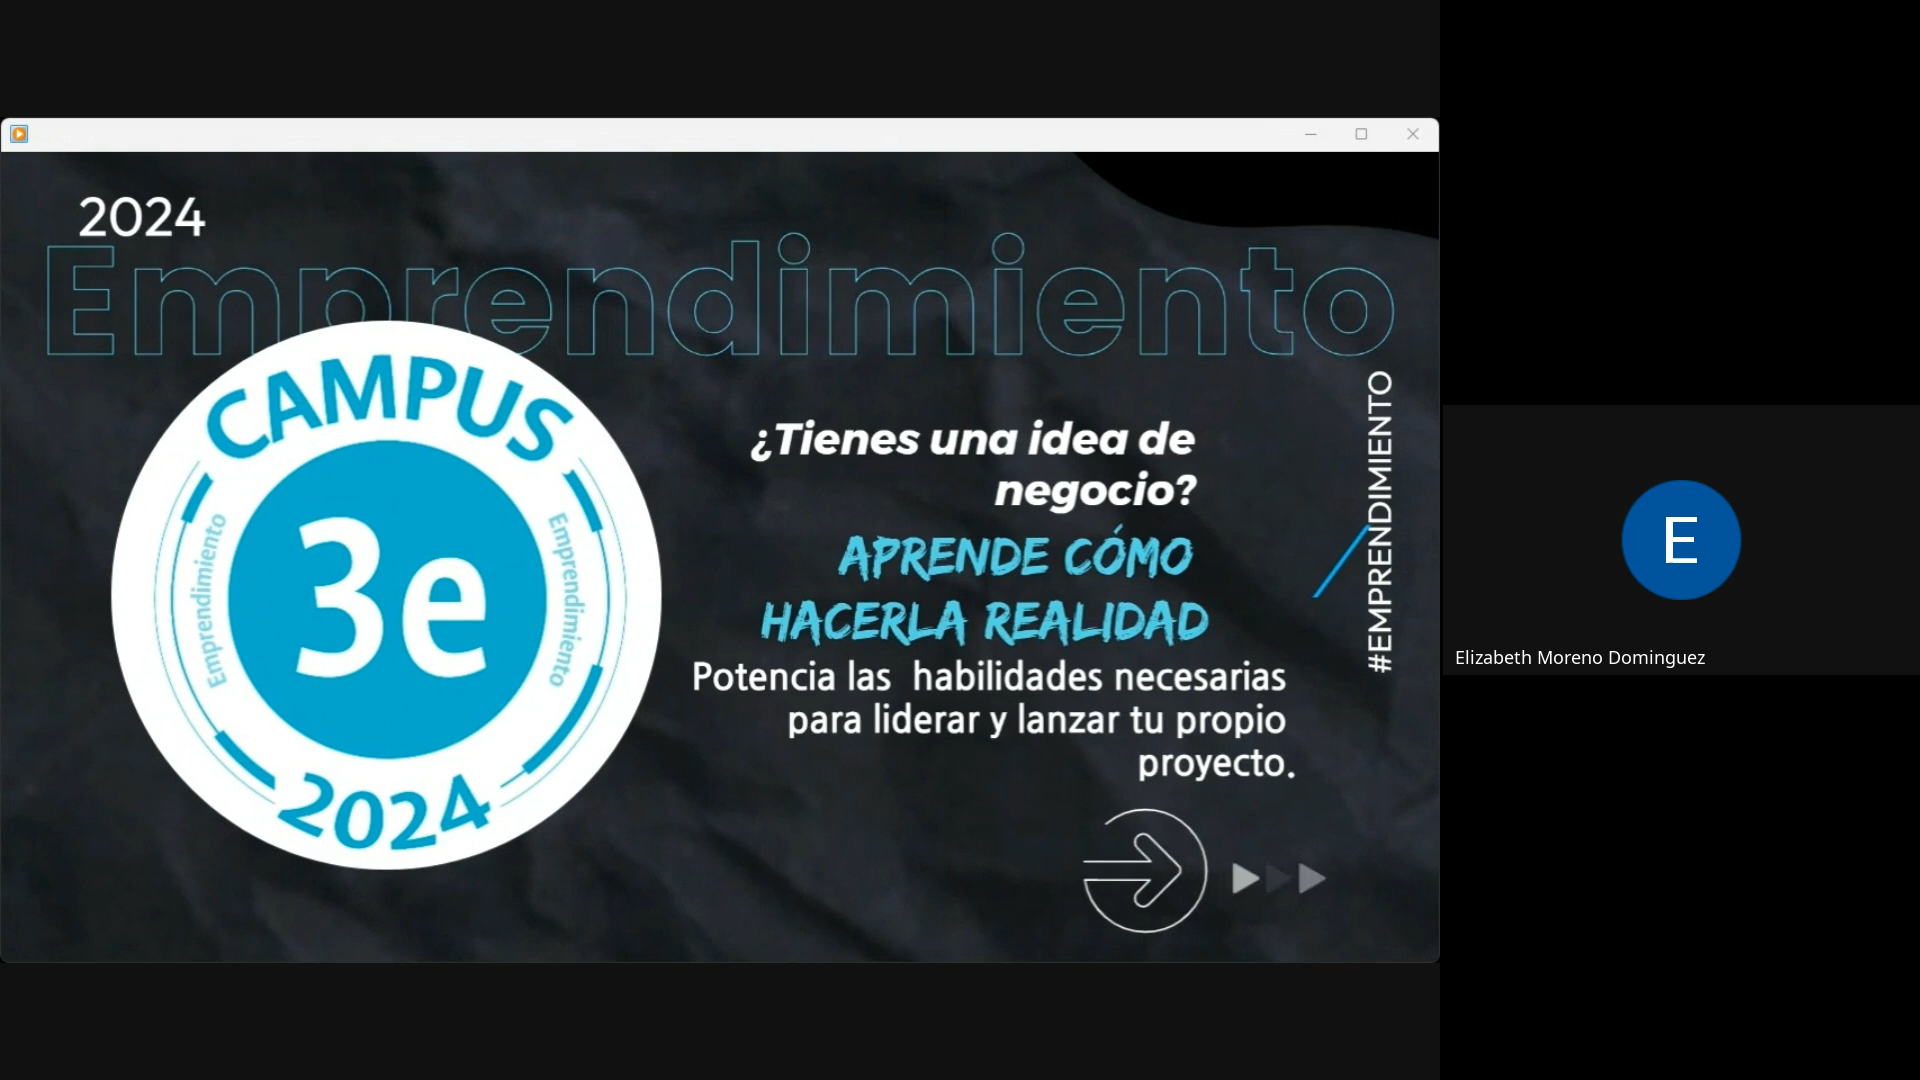 2024
Emprendimiento
CAMPUS
3e
Emprendimiento
Emprendimiento
2024
¿Tienes una idea de
negocio?
APRENDE CÓMO
HACERLA REALIDAD
Potencia las  habilidades necesarias
para liderar y lanzar tu propio
proyecto.
#EMPRENDIMIENTO
E
Elizabeth Moreno Dominguez